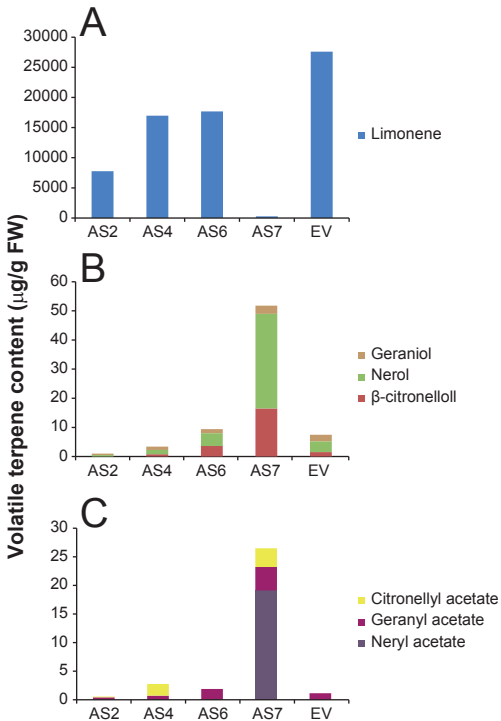 Volatile terpene content (µg/g FW)
A
30000
25000
20000
15000
10000
5000
0
AS2 AS4 AS6 AS7 EV
Limonene
B
60
50
40
30
20
10
0
AS2 AS4 AS6 AS7 EV
Geraniol
Nerol
β-citronelloll
C
30
25
20
15
10
5
0
AS2 AS4 AS6 AS7 EV
Citronellyl acetate
Geranyl acetate
Neryl acetate